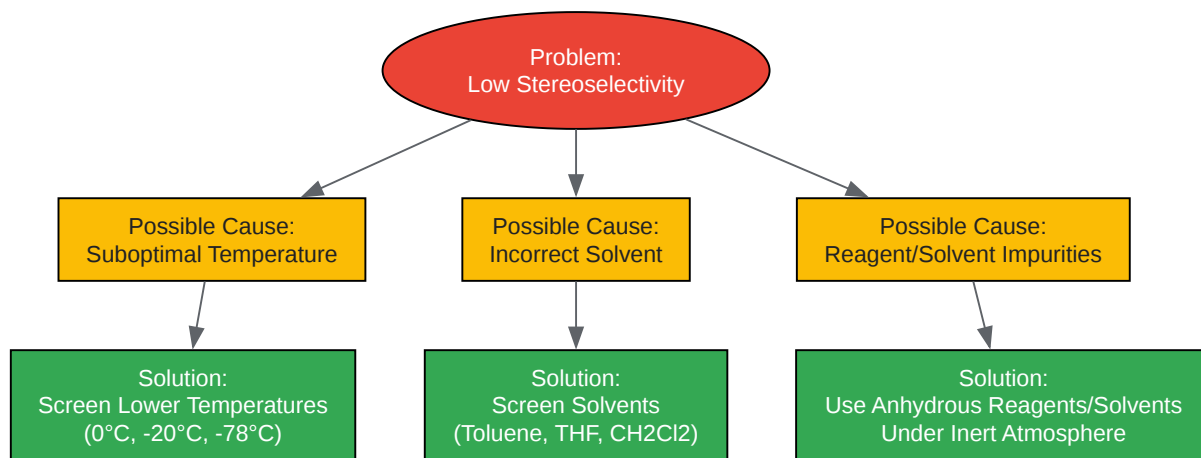 Problem:
Low Stereoselectivity
Possible Cause:
Suboptimal Temperature
Possible Cause:
Incorrect Solvent
Possible Cause:
Reagent/Solvent Impurities
Solution:
Screen Lower Temperatures
(0°C, -20°C, -78°C)
Solution:
Screen Solvents
(Toluene, THF, CH2Cl2)
Solution:
Use Anhydrous Reagents/Solvents
Under Inert Atmosphere